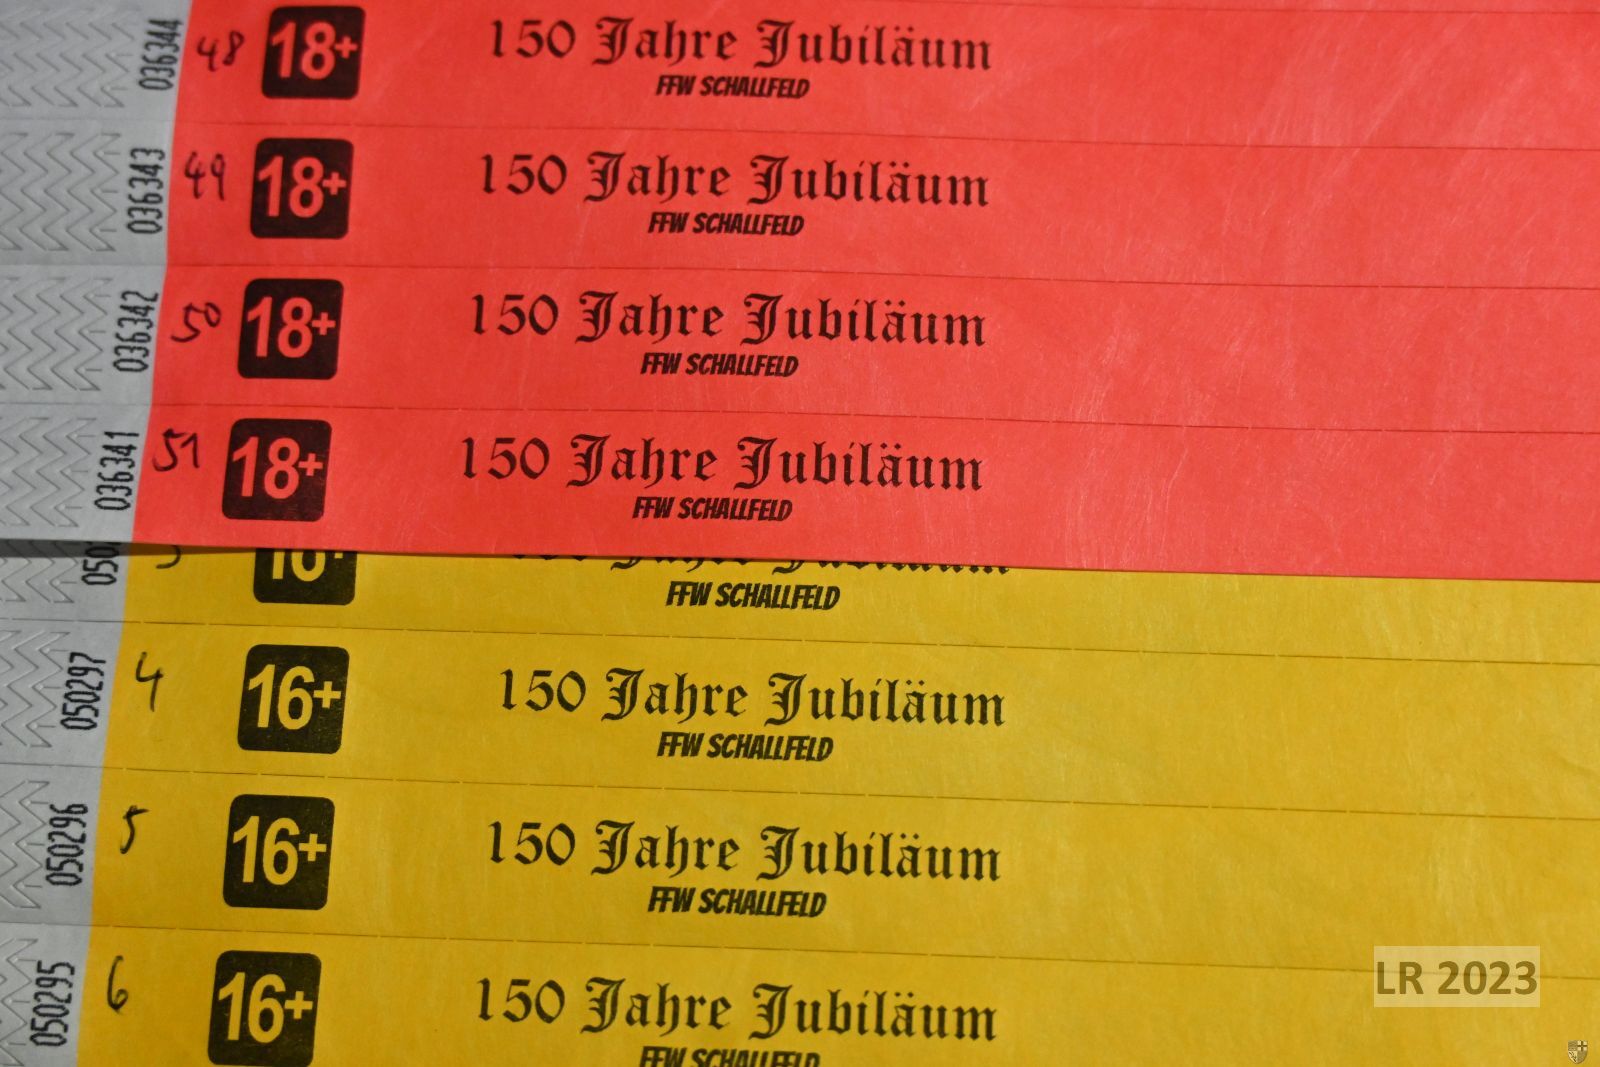 036344 48 18+ 150 Jahre Jubiläum
FFW SCHALLFELD
036343 49 18+ 150 Jahre Jubiläum
FFW SCHALLFELD
036342 50 18+ 150 Jahre Jubiläum
FFW SCHALLFELD
036341 51 18+ 150 Jahre Jubiläum
FFW SCHALLFELD
FFW SCHALLFELD
050297 4 16+ 150 Jahre Jubiläum
FFW SCHALLFELD
050296 5 16+ 150 Jahre Jubiläum
FFW SCHALLFELD
050295 6 16+ 150 Jahre Jubiläum
FFW SCHALLFELD
LR 2023